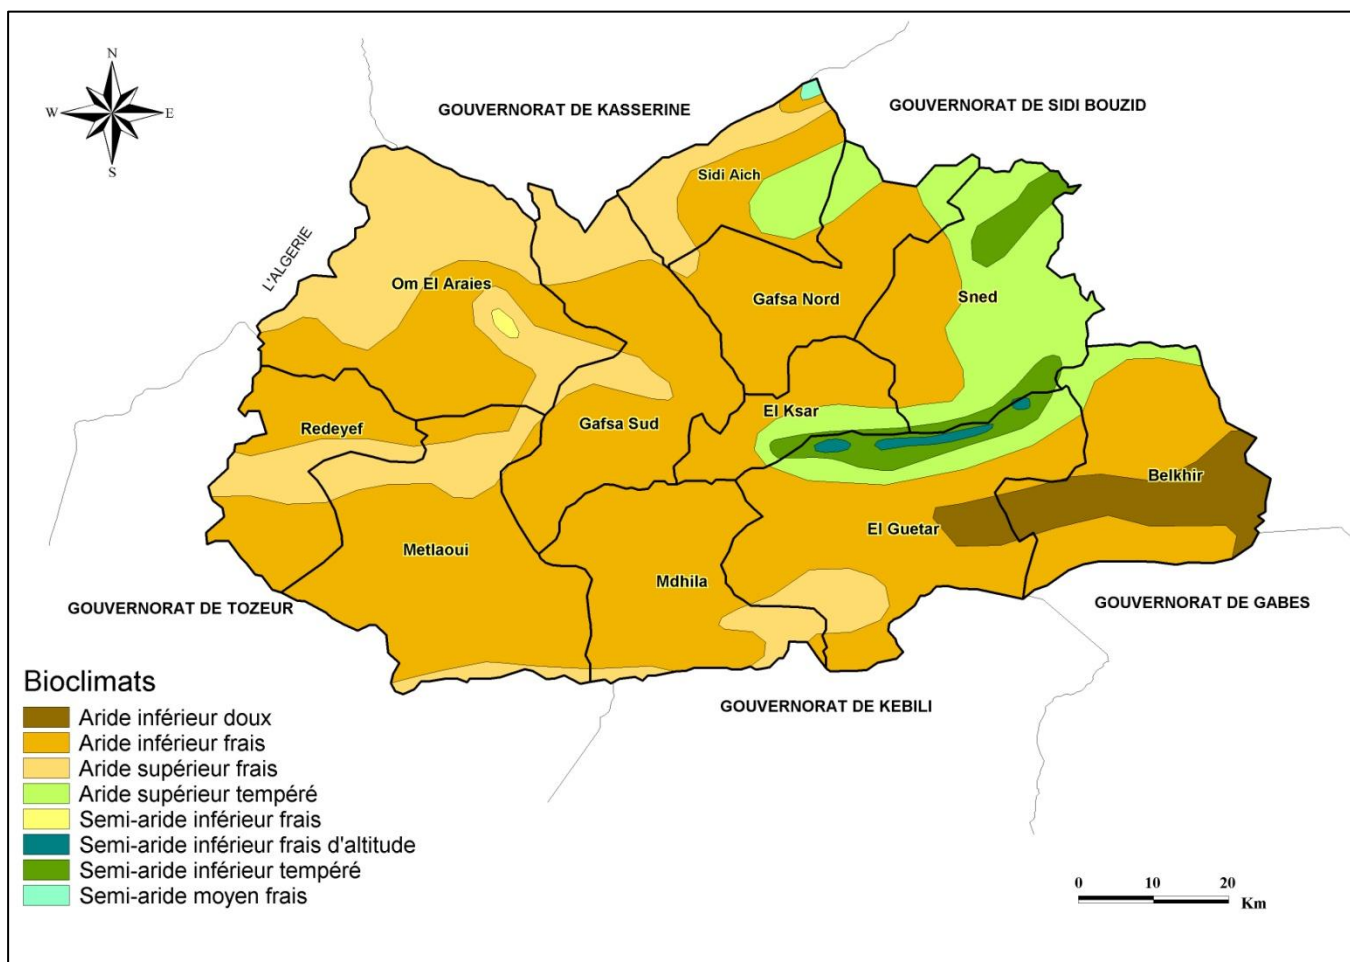 N
W
E
S
GOUVERNORAT DE KASSERINE
GOUVERNORAT DE SIDI BOUZID
L'ALGERIE
Sidi Aich
Om El Araies
Gafsa Nord
Sned
El Ksar
Redeyef
Gafsa Sud
Belkhir
El Guetar
Metlaoui
Mdhila
GOUVERNORAT DE TOZEUR
GOUVERNORAT DE GABES
GOUVERNORAT DE KEBILI
Bioclimats
Aride inférieur doux
Aride inférieur frais
Aride supérieur frais
Aride supérieur tempéré
Semi-aride inférieur frais
Semi-aride inférieur frais d'altitude
Semi-aride inférieur tempéré
Semi-aride moyen frais
0 10 20
Km